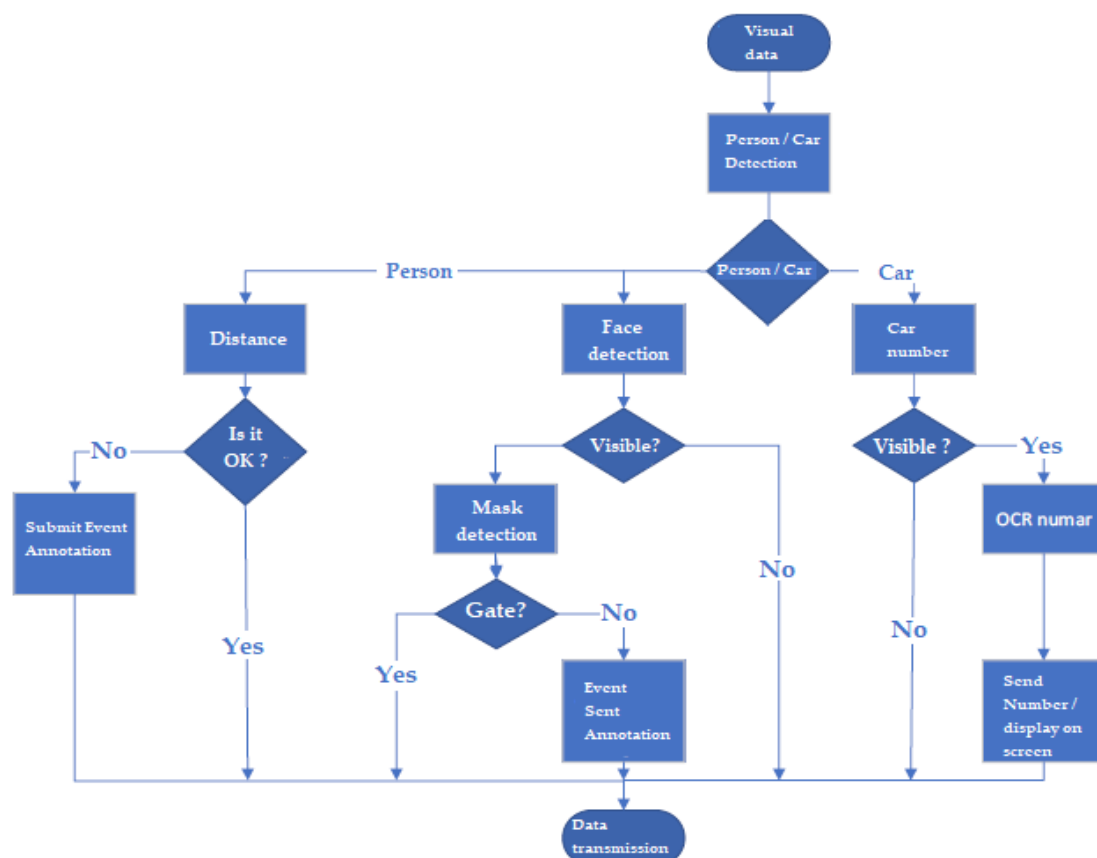 Visual
data
Person / Car
Detection
Person / Car
Person
Car
Distance
Face
detection
Car
number
Is it
OK ?
Visible?
Visible ?
No
Yes
Submit Event
Annotation
Mask
detection
OCR numar
No
Gate?
No
No
Yes
Yes
Event
Sent
Annotation
Send
Number /
display on
screen
Data
transmission